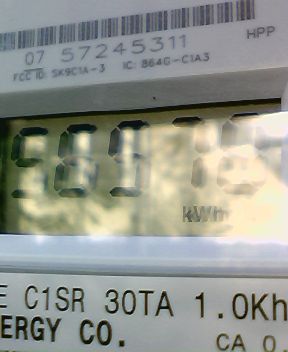 HPP
07 57245311
FCC ID: SK9C1A-3 IC: 864G-C1A3
kWh
E C1SR 30TA 1.0Kh
ERGY CO. CA 0.